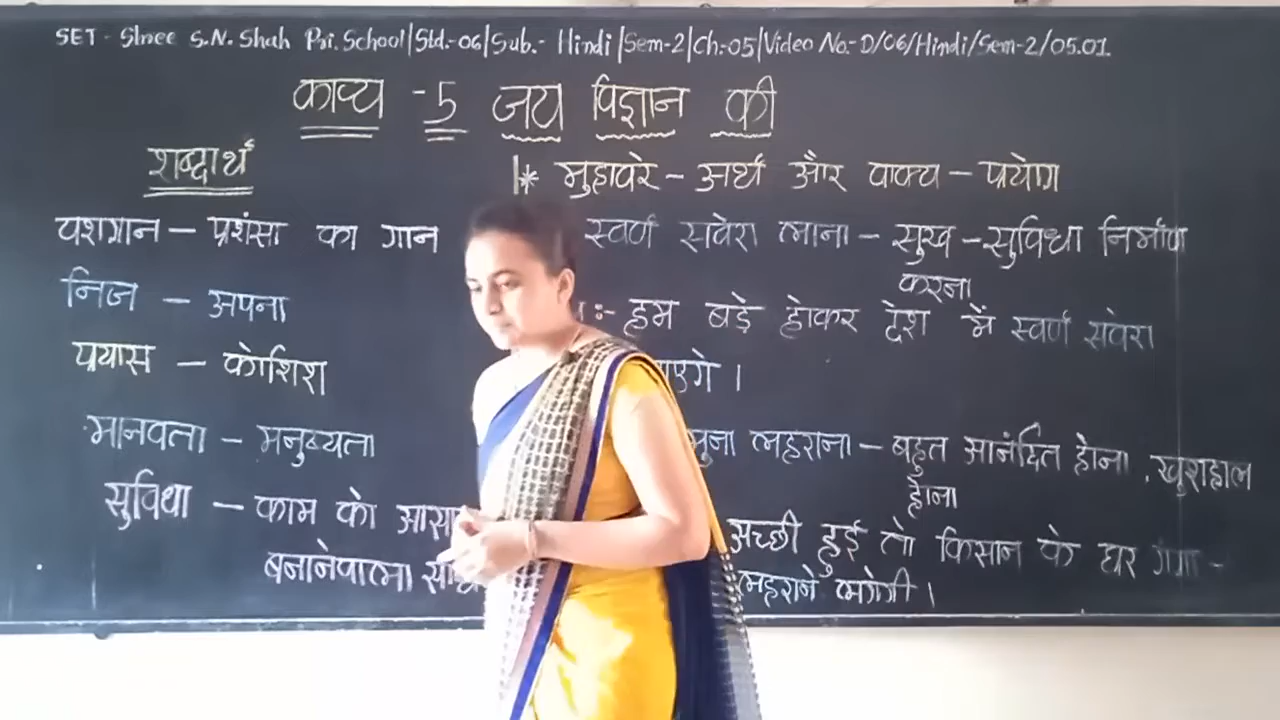 SET - Shree S.N. Shah Pri. School|Std.-06|Sub.- Hindi |Sem-2|Ch.-05|Video No.-D/06/Hindi/Sem-2/05.01.
काव्य - 5 जय विज्ञान की
शब्दार्थ
यशगान – प्रशंसा का गान
निज – अपना
प्रयास – कोशिश
मानवता – मनुष्यता
सुविधा – काम को
बनानेवाला
* मुहावरे – अर्थ और वाक्य – प्रयोग
स्वर्ण सवेरा लाना – सुख – सुविधा निर्माण
करना
हम बड़े होकर देश में स्वर्ण सवेरा
लहराना – बहुत आनंदित होना, खुशहाल
होना
अच्छी हुई तो किसान के घर गंगा -
लहराने लगेगी।